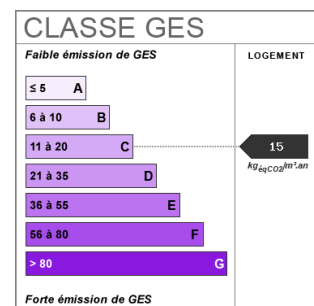 CLASSE GES
Faible émission de GES
LOGEMENT
≤ 5 A
6 à 10 B
11 à 20 C
15
kgéqCO2/m².an
21 à 35 D
36 à 55 E
56 à 80 F
> 80 G
Forte émission de GES